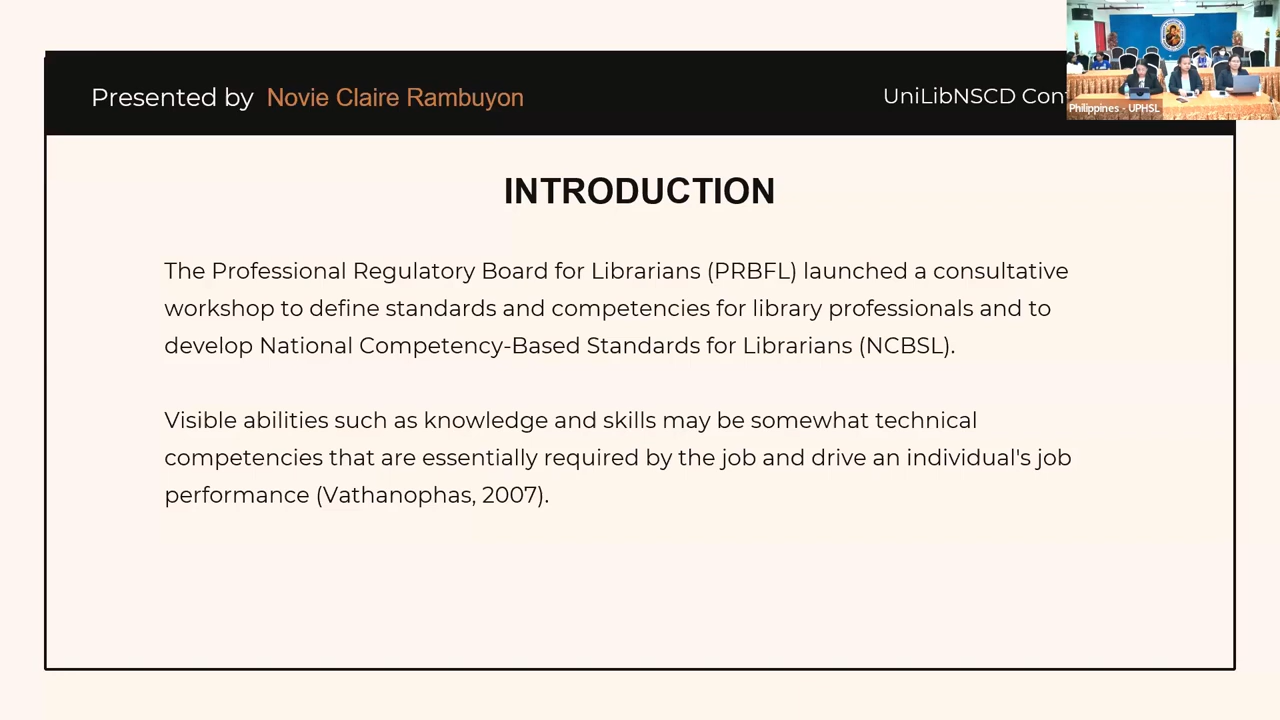 Presented by Novie Claire Rambuyon
UniLibNSCD
Philippines - UPHSL
INTRODUCTION
The Professional Regulatory Board for Librarians (PRBFL) launched a consultative
workshop to define standards and competencies for library professionals and to
develop National Competency-Based Standards for Librarians (NCBSL).
Visible abilities such as knowledge and skills may be somewhat technical
competencies that are essentially required by the job and drive an individual's job
performance (Vathanophas, 2007).